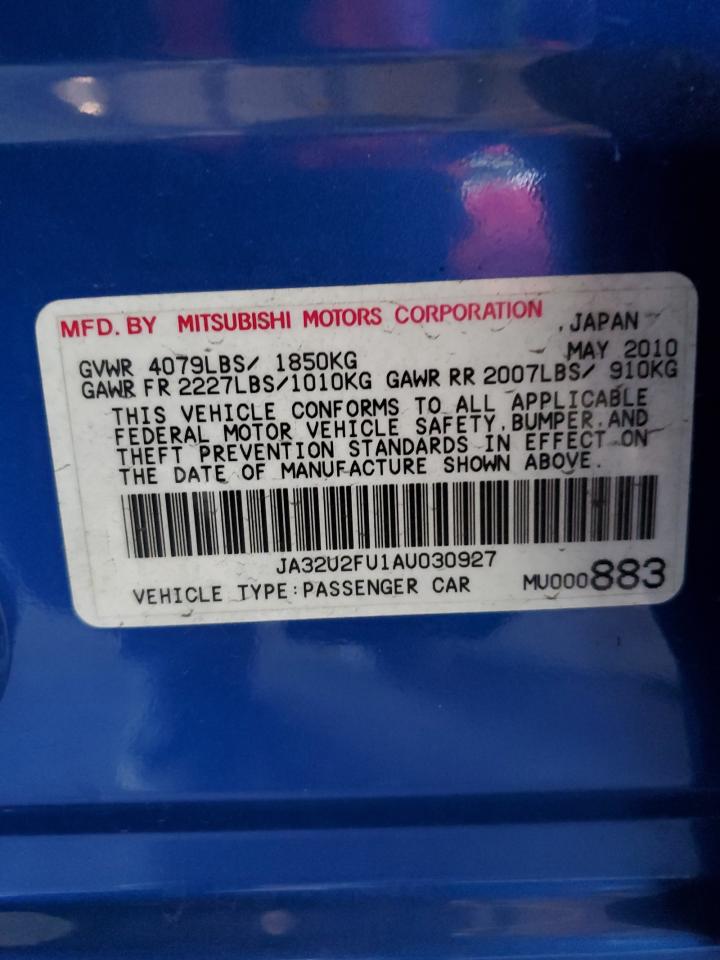 MFD. BY MITSUBISHI MOTORS CORPORATION , JAPAN
GVWR 4079LBS/ 1850KG MAY 2010
GAWR FR 2227LBS/1010KG GAWR RR 2007LBS/ 910KG
THIS VEHICLE CONFORMS TO ALL APPLICABLE
FEDERAL MOTOR VEHICLE SAFETY, BUMPER, AND
THEFT PREVENTION STANDARDS IN EFFECT ON
THE DATE OF MANUFACTURE SHOWN ABOVE.
JA32U2FU1AU030927
VEHICLE TYPE:PASSENGER CAR MU000883